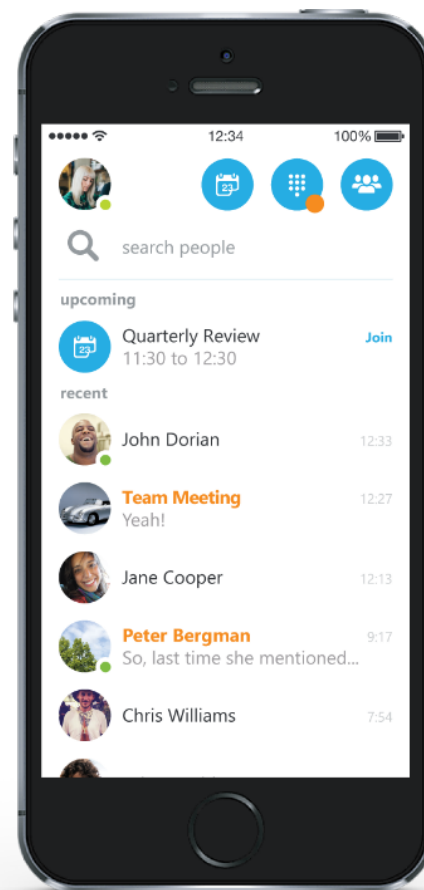 12:34
100%
23
search people
upcoming
23
Quarterly Review
Join
11:30 to 12:30
recent
John Dorian
12:33
Team Meeting
12:27
Yeah!
Jane Cooper
12:13
Peter Bergman
9:17
So, last time she mentioned...
Chris Williams
7:54